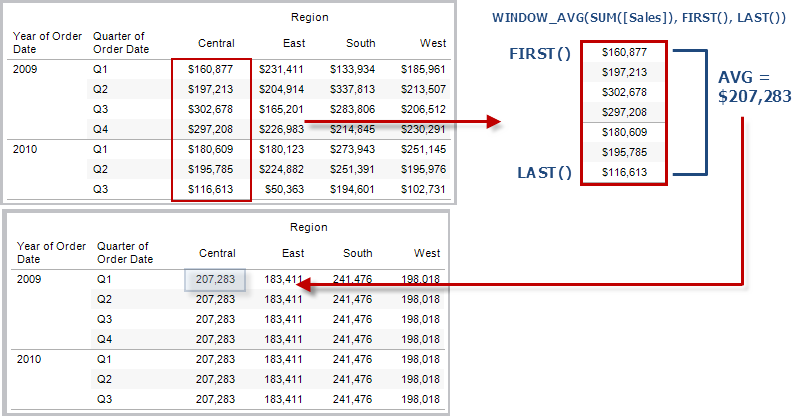 Region
Year of Order Date Quarter of Order Date Central East South West
2009 Q1 $160,877 $231,411 $133,934 $185,961
Q2 $197,213 $204,914 $337,813 $213,507
Q3 $302,678 $165,201 $283,806 $206,512
Q4 $297,208 $226,983 $214,845 $230,291
2010 Q1 $180,609 $180,123 $273,943 $251,145
Q2 $195,785 $224,882 $251,391 $195,976
Q3 $116,613 $50,363 $194,601 $102,731
WINDOW_AVG(SUM([Sales]), FIRST(), LAST())
FIRST() $160,877
$197,213
$302,678
$297,208
$180,609
$195,785
LAST() $116,613
AVG =
$207,283
Region
Year of Order Date Quarter of Order Date Central East South West
2009 Q1 207,283 183,411 241,476 198,018
Q2 207,283 183,411 241,476 198,018
Q3 207,283 183,411 241,476 198,018
Q4 207,283 183,411 241,476 198,018
2010 Q1 207,283 183,411 241,476 198,018
Q2 207,283 183,411 241,476 198,018
Q3 207,283 183,411 241,476 198,018